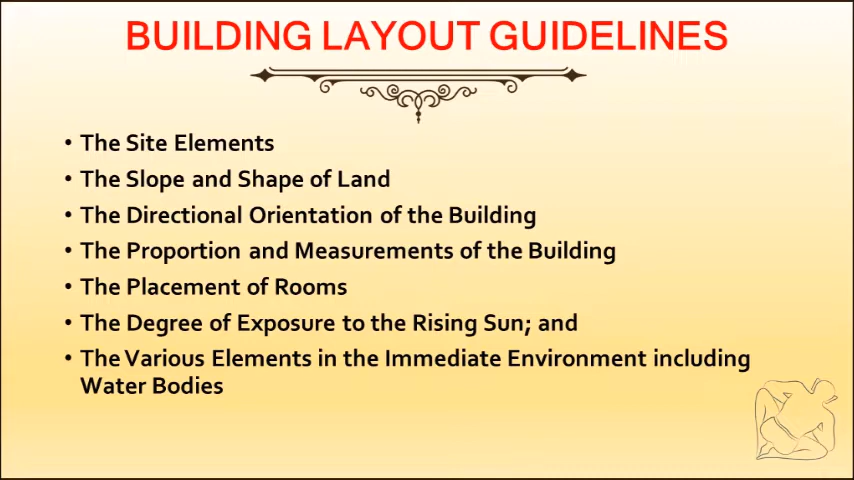 BUILDING LAYOUT GUIDELINES
• The Site Elements
• The Slope and Shape of Land
• The Directional Orientation of the Building
• The Proportion and Measurements of the Building
• The Placement of Rooms
• The Degree of Exposure to the Rising Sun; and
• The Various Elements in the Immediate Environment including
Water Bodies